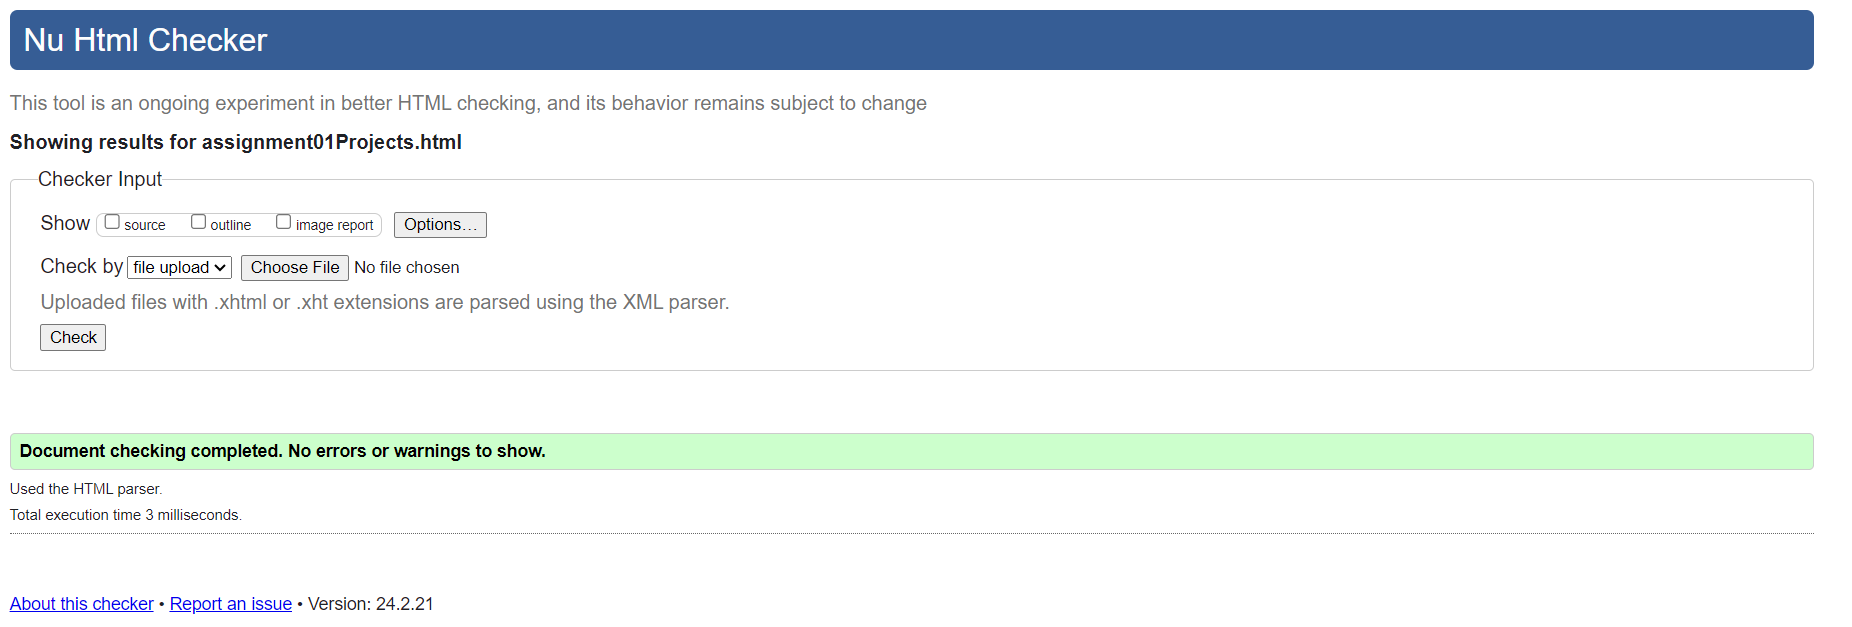 Nu Html Checker
This tool is an ongoing experiment in better HTML checking, and its behavior remains subject to change
Showing results for assignment01Projects.html
Checker Input
Show source outline image report Options…
Check by file upload Choose File No file chosen
Uploaded files with .xhtml or .xht extensions are parsed using the XML parser.
Check
Document checking completed. No errors or warnings to show.
Used the HTML parser.
Total execution time 3 milliseconds.
About this checker • Report an issue • Version: 24.2.21